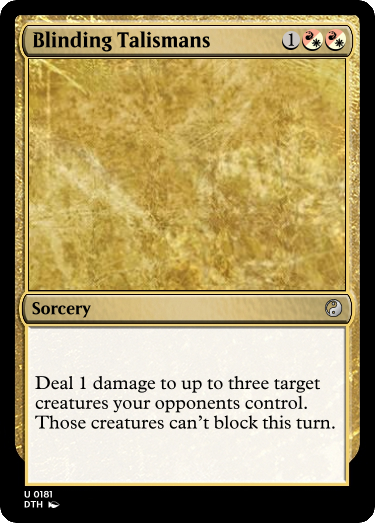 Blinding Talismans 1
Sorcery
Deal 1 damage to up to three target
creatures your opponents control.
Those creatures can't block this turn.
U 0181
DTH